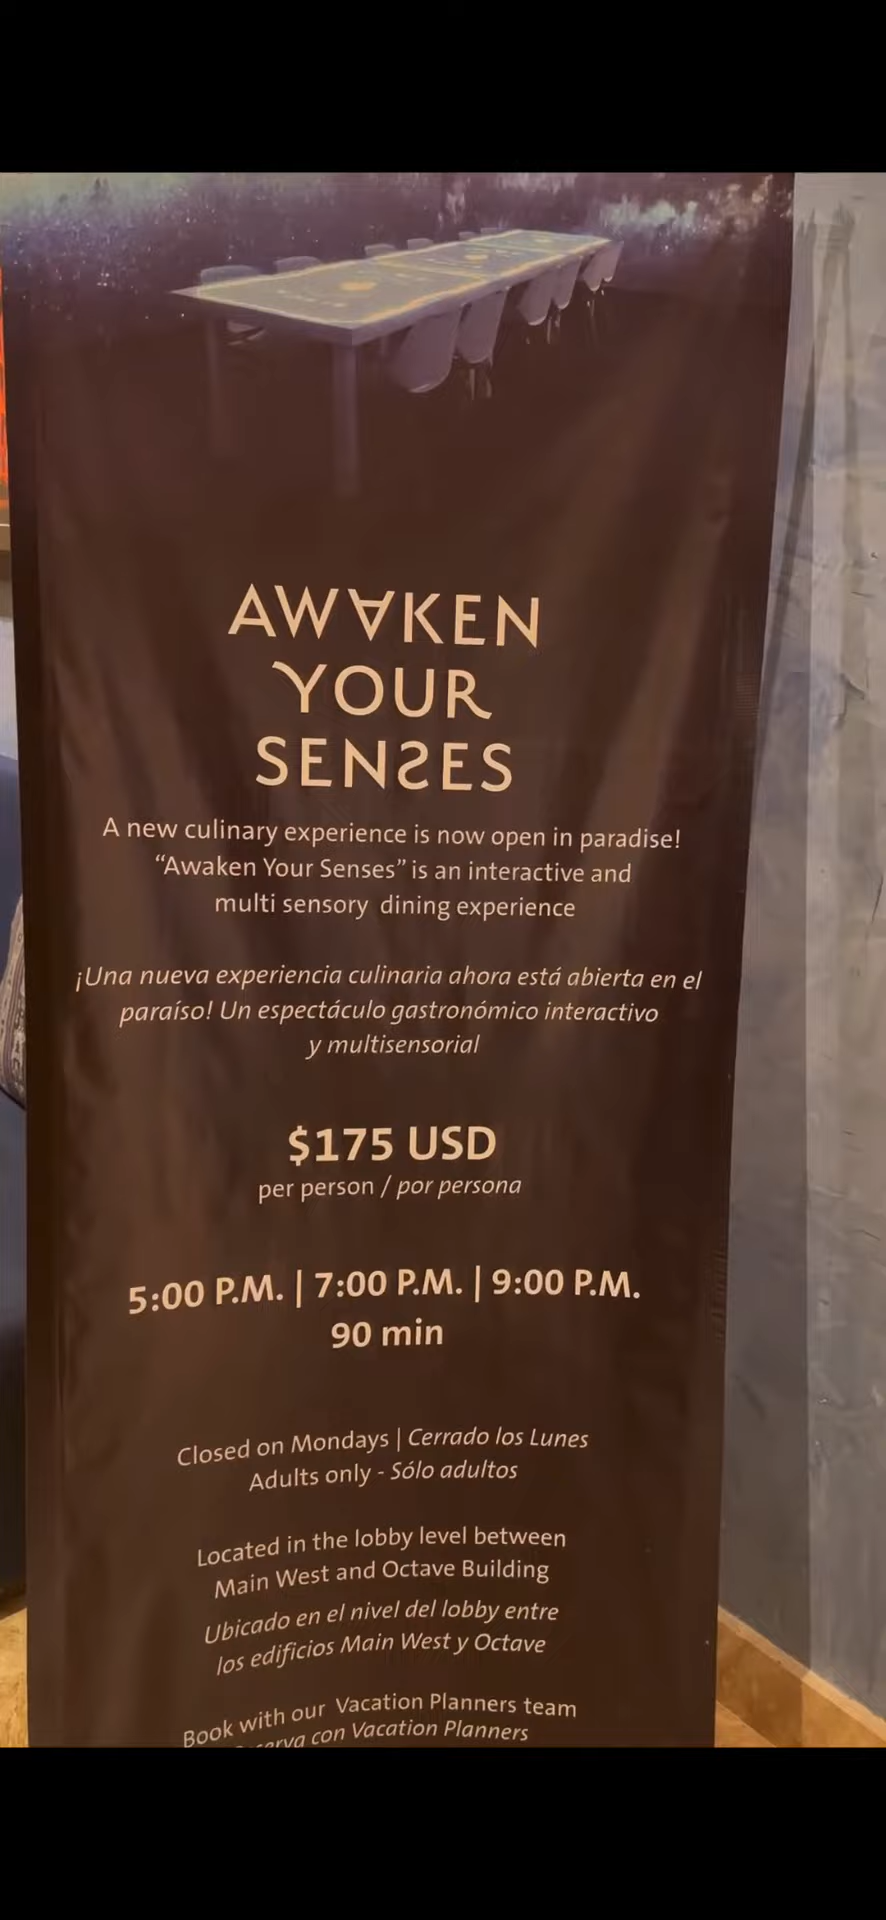 AWAKEN
YOUR
SENSES
A new culinary experience is now open in paradise!
“Awaken Your Senses” is an interactive and
multi sensory dining experience
¡Una nueva experiencia culinaria ahora está abierta en el
paraíso! Un espectáculo gastronómico interactivo
y multisensorial
$175 USD
per person / por persona
5:00 P.M. | 7:00 P.M. | 9:00 P.M.
90 min
Closed on Mondays | Cerrado los Lunes
Adults only - Sólo adultos
Located in the lobby level between
Main West and Octave Building
Ubicado en el nivel del lobby entre
los edificios Main West y Octave
Book with our Vacation Planners team
con Vacation Planners